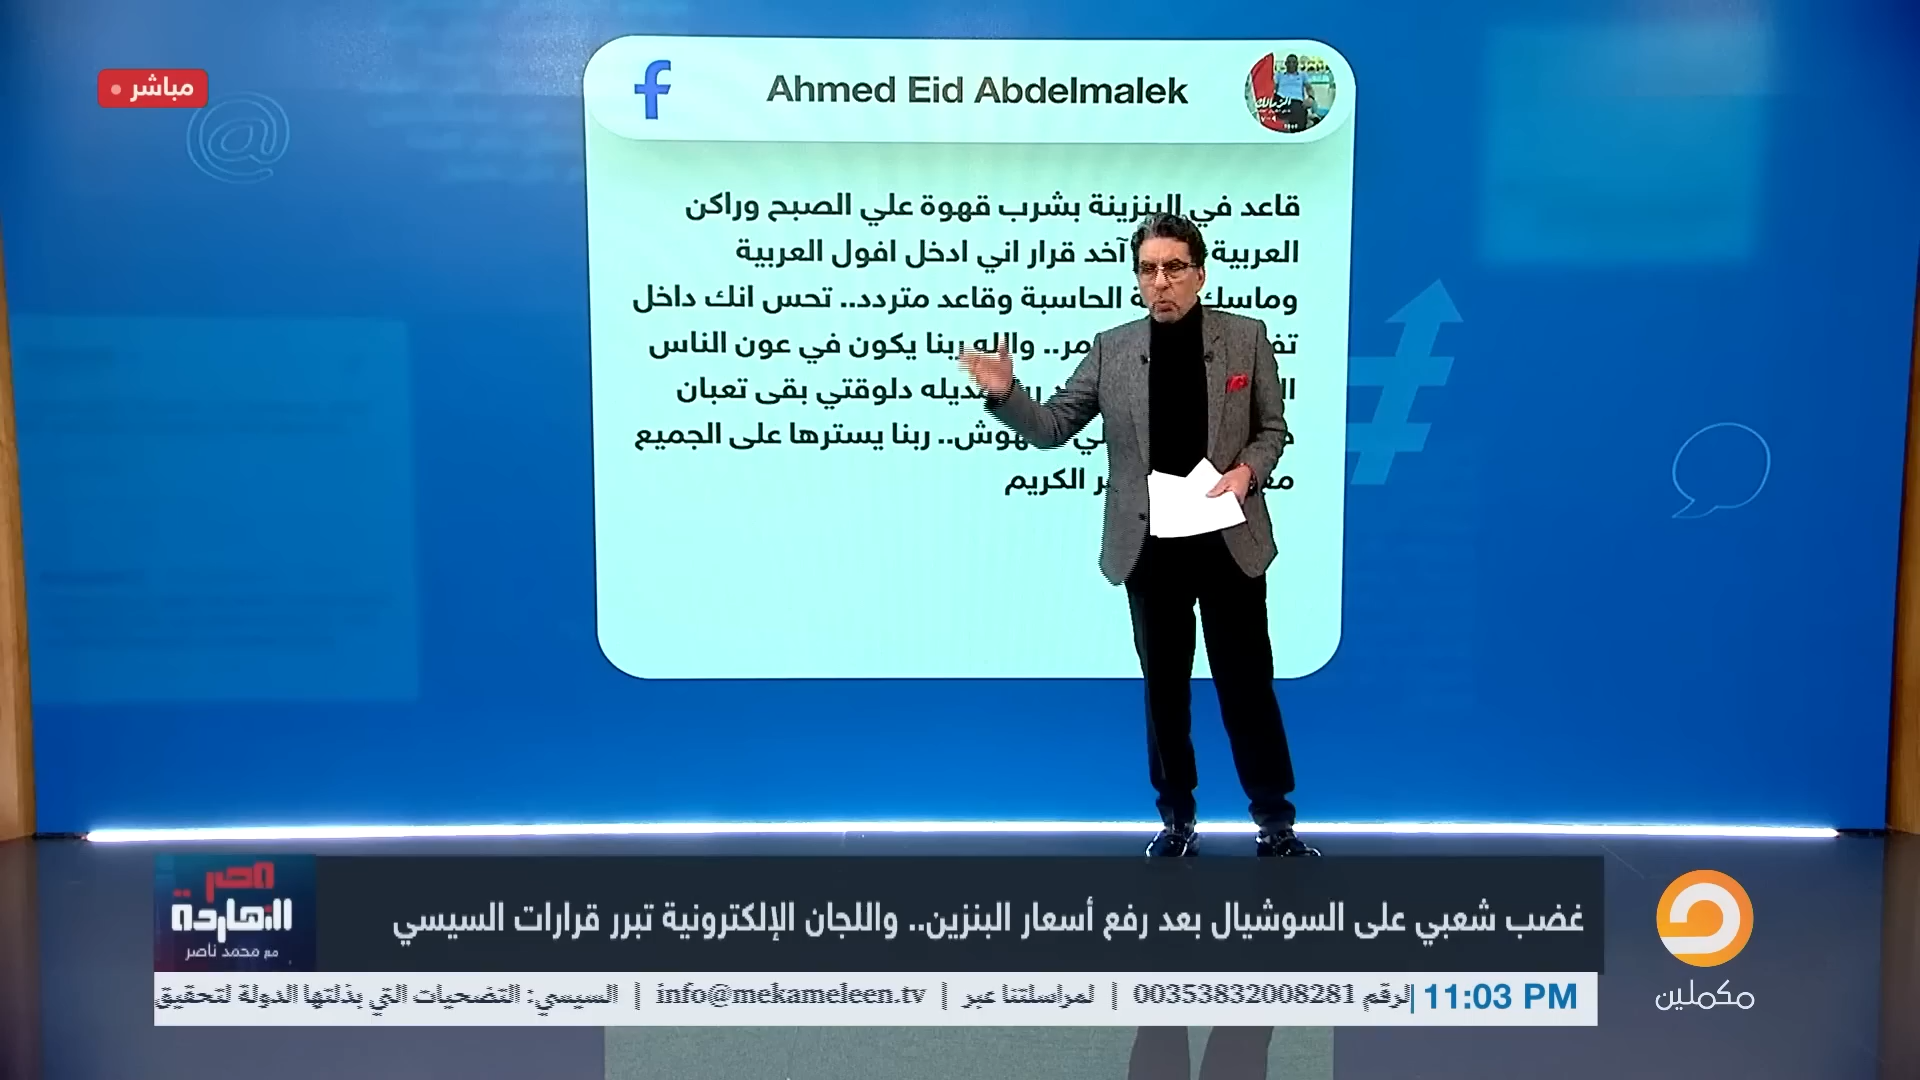 مباشر
Ahmed Eid Abdelmalek
قاعد في البنزينة بشرب قهوة علي الصبح وراكن
العربية آخد قرار اني ادخل افول العربية
وماسك الحاسبة وقاعد متردد.. تحس انك داخل
والله ربنا يكون في عون الناس
دلوقتي بقى تعبان
ربنا يسترها على الجميع
الكريم
مصر
النهاردة
مع محمد ناصر
غضب شعبي على السوشيال بعد رفع أسعار البنزين.. واللجان الإلكترونية تبرر قرارات السيسي
11:03 PM
لرقم 00353832008281 | لمراسلتنا عبر | info@mekameleen.tv | السيسي: التضحيات التي بذلتها الدولة لتحقيق
مكملين